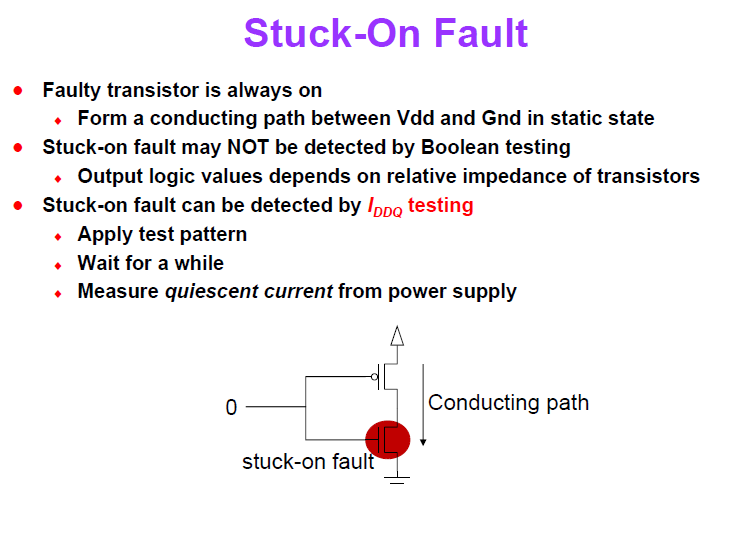 Stuck-On Fault
● Faulty transistor is always on
♦ Form a conducting path between Vdd and Gnd in static state
● Stuck-on fault may NOT be detected by Boolean testing
♦ Output logic values depends on relative impedance of transistors
● Stuck-on fault can be detected by IDDQ testing
♦ Apply test pattern
♦ Wait for a while
♦ Measure quiescent current from power supply
0
Conducting path
stuck-on fault